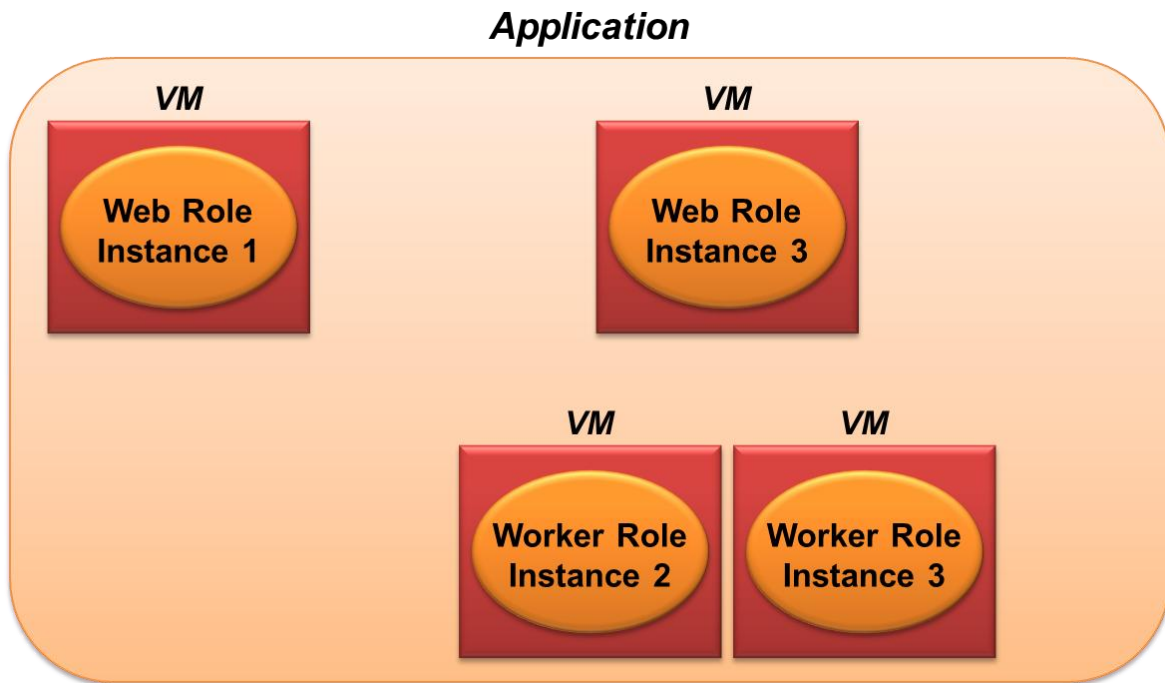 Application
VM
VM
Web Role
Instance 1
Web Role
Instance 3
VM
VM
Worker Role
Instance 2
Worker Role
Instance 3